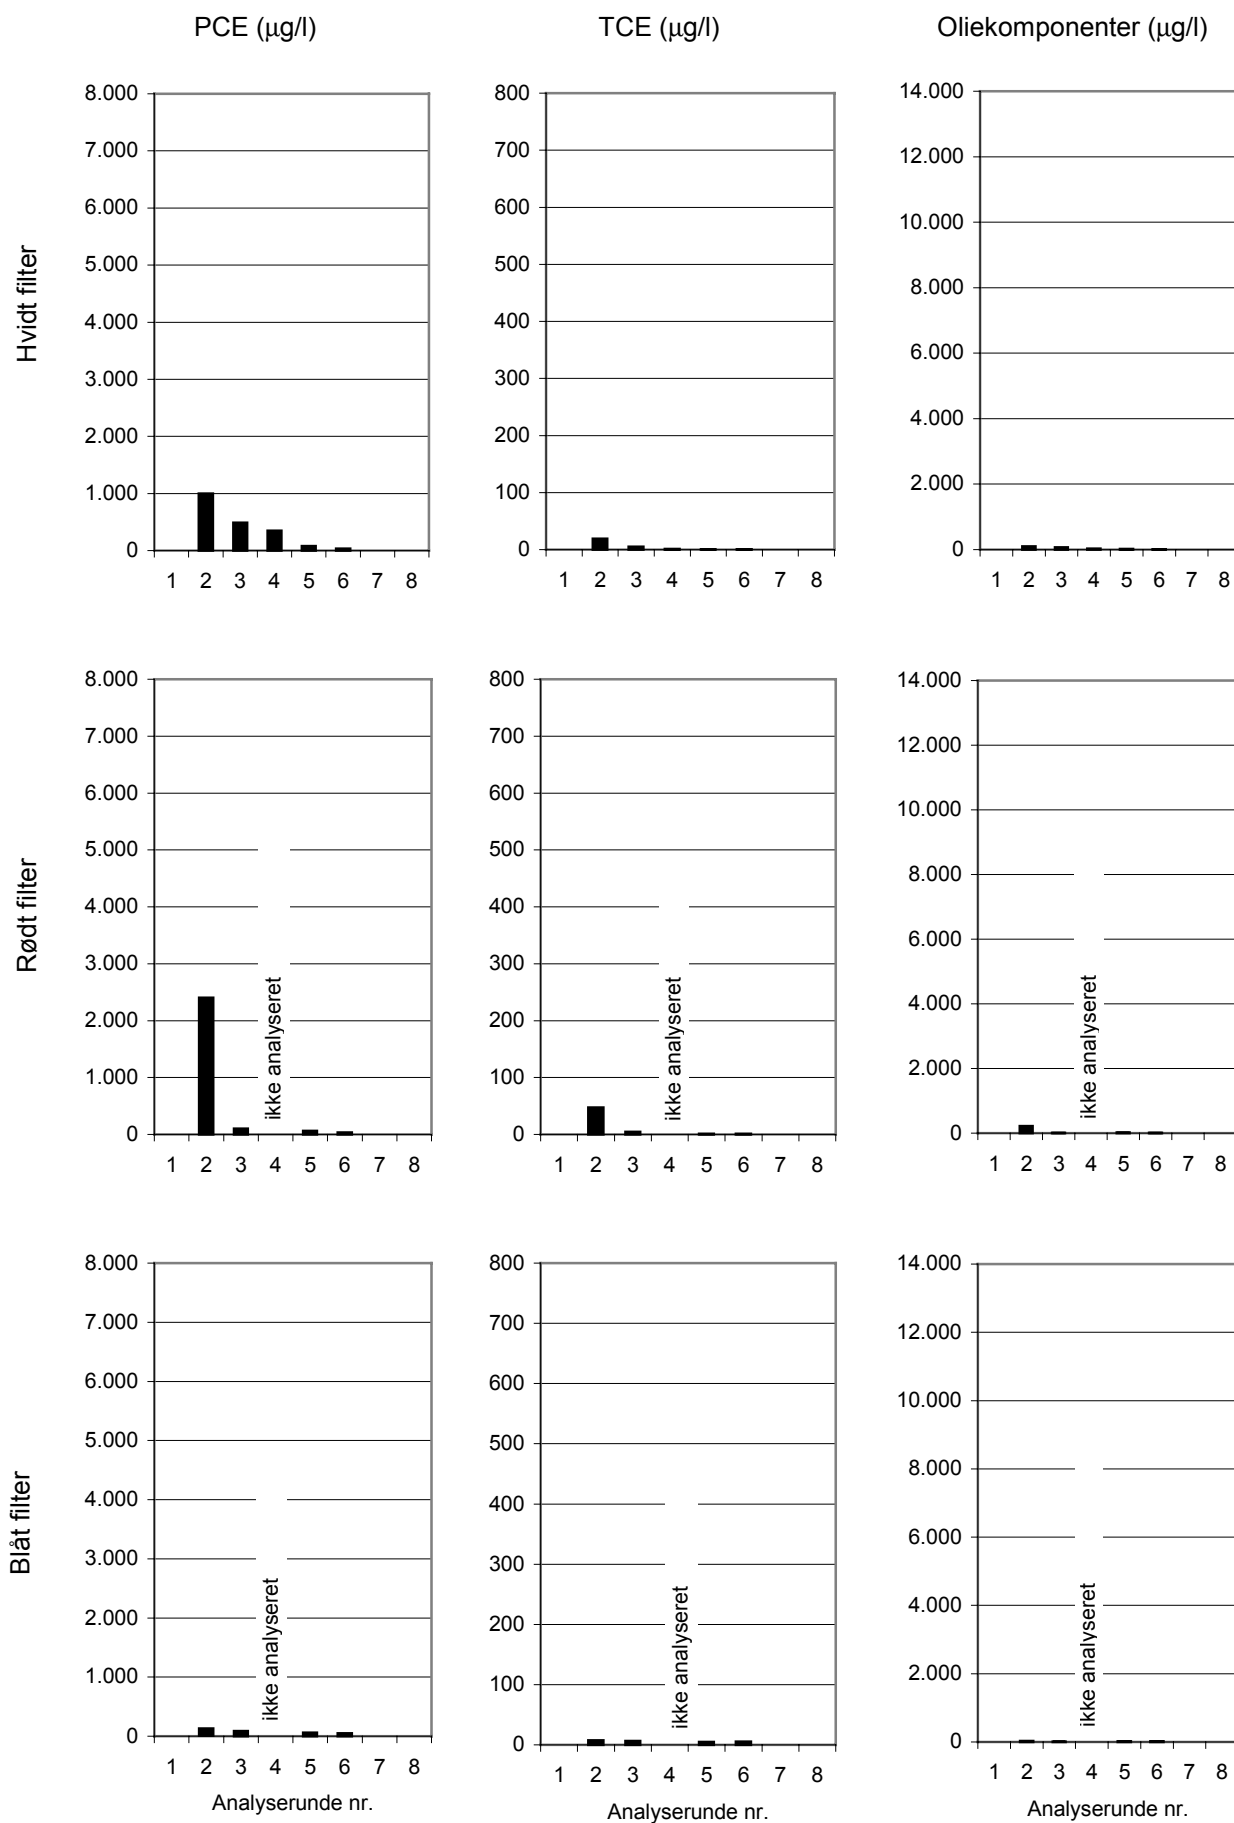 PCE (µg/l) TCE (µg/l) Oliekomponenter (µg/l)
Hvidt filter
8.000 800 14.000
7.000 700 12.000
6.000 600 10.000
5.000 500 8.000
4.000 400 6.000
3.000 300 4.000
2.000 200 2.000
1.000 100
0 0 0
1 2 3 4 5 6 7 8 1 2 3 4 5 6 7 8 1 2 3 4 5 6 7 8
Rødt filter
8.000 800 14.000
7.000 700 12.000
6.000 600 10.000
5.000 500 8.000
4.000 400 6.000
3.000 300 4.000
2.000 200 2.000
1.000 100
0 0 0
ikke analyseret ikke analyseret ikke analyseret
1 2 3 4 5 6 7 8 1 2 3 4 5 6 7 8 1 2 3 4 5 6 7 8
Blåt filter
8.000 800 14.000
7.000 700 12.000
6.000 600 10.000
5.000 500 8.000
4.000 400 6.000
3.000 300 4.000
2.000 200 2.000
1.000 100
0 0 0
ikke analyseret ikke analyseret ikke analyseret
1 2 3 4 5 6 7 8 1 2 3 4 5 6 7 8 1 2 3 4 5 6 7 8
Analyserunde nr. Analyserunde nr. Analyserunde nr.